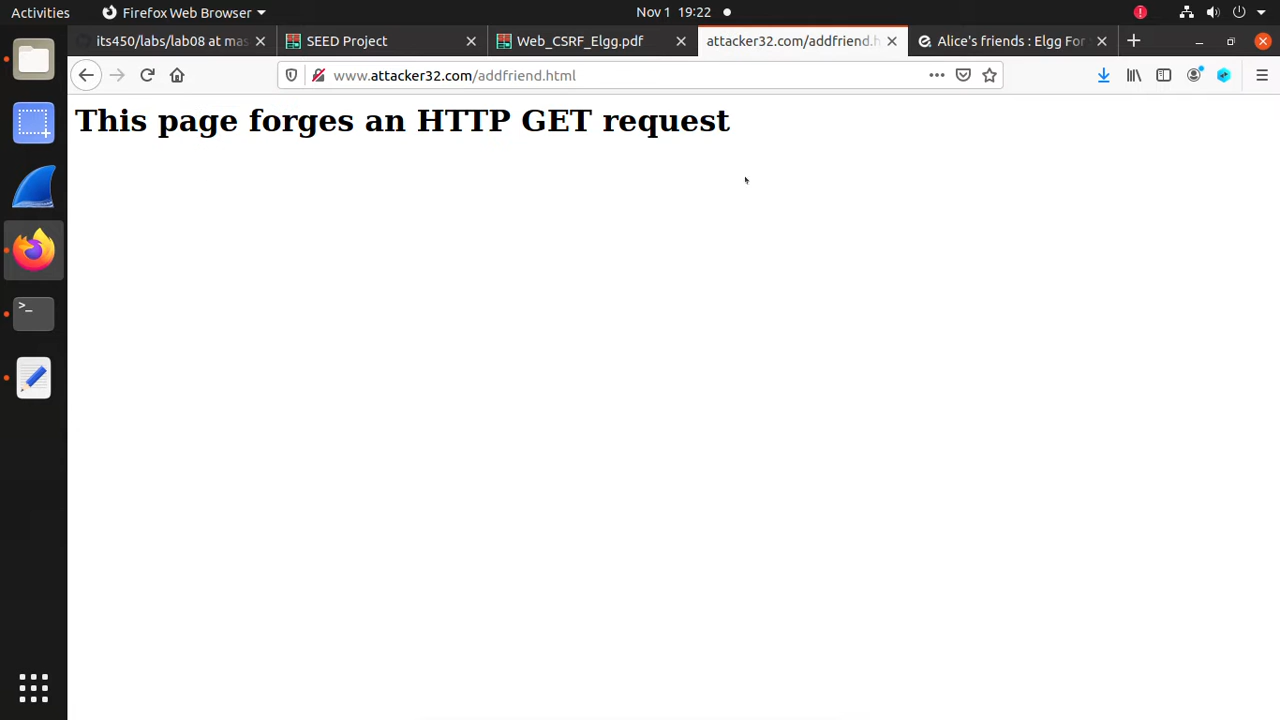 Activities
Firefox Web Browser
Nov 1 19:22
its450/labs/lab08 at mas
SEED Project
Web_CSRF_Elgg.pdf
attacker32.com/addfriend.h
Alice's friends : Elgg For
www.attacker32.com/addfriend.html
This page forges an HTTP GET request